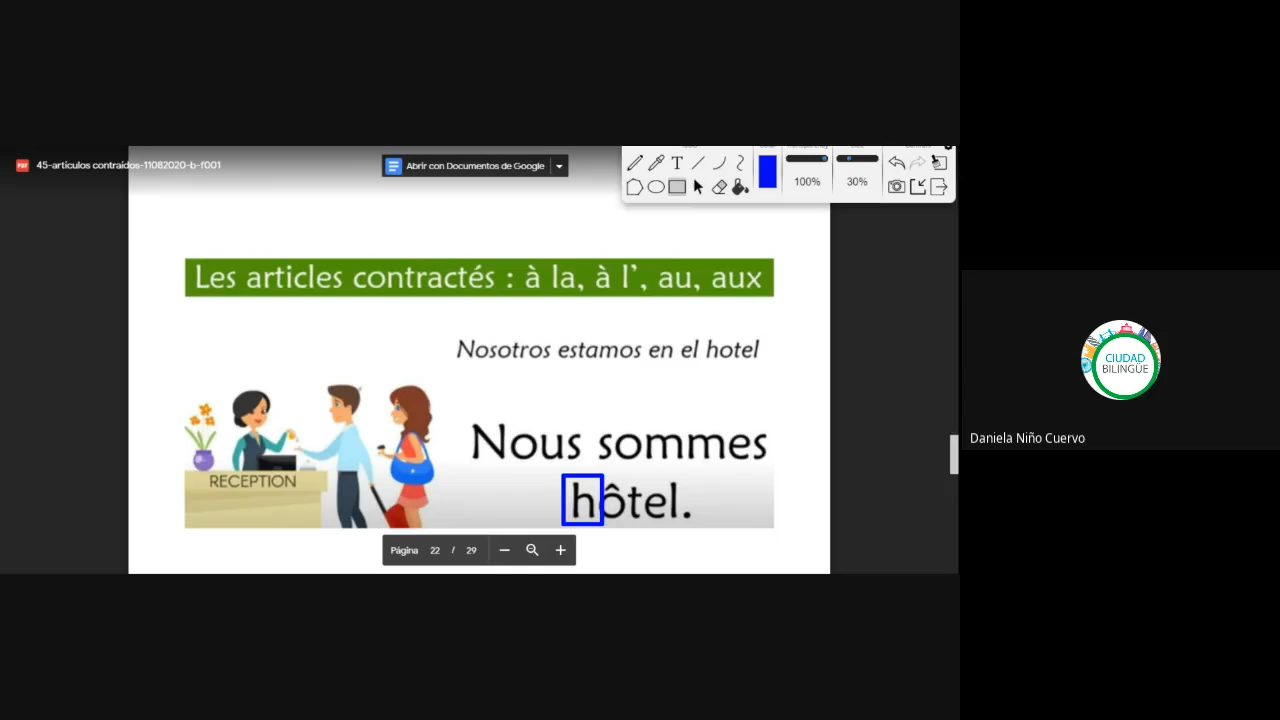 45-artículos contraídos-11082020-b-f001
Abrir con Documentos de Google
T
100%
30%
Les articles contractés : à la, à l', au, aux
Nosotros estamos en el hotel
Nous sommes
hôtel.
RECEPTION
Página 22 / 29
CIUDAD
BILINGÜE
Daniela Niño Cuervo